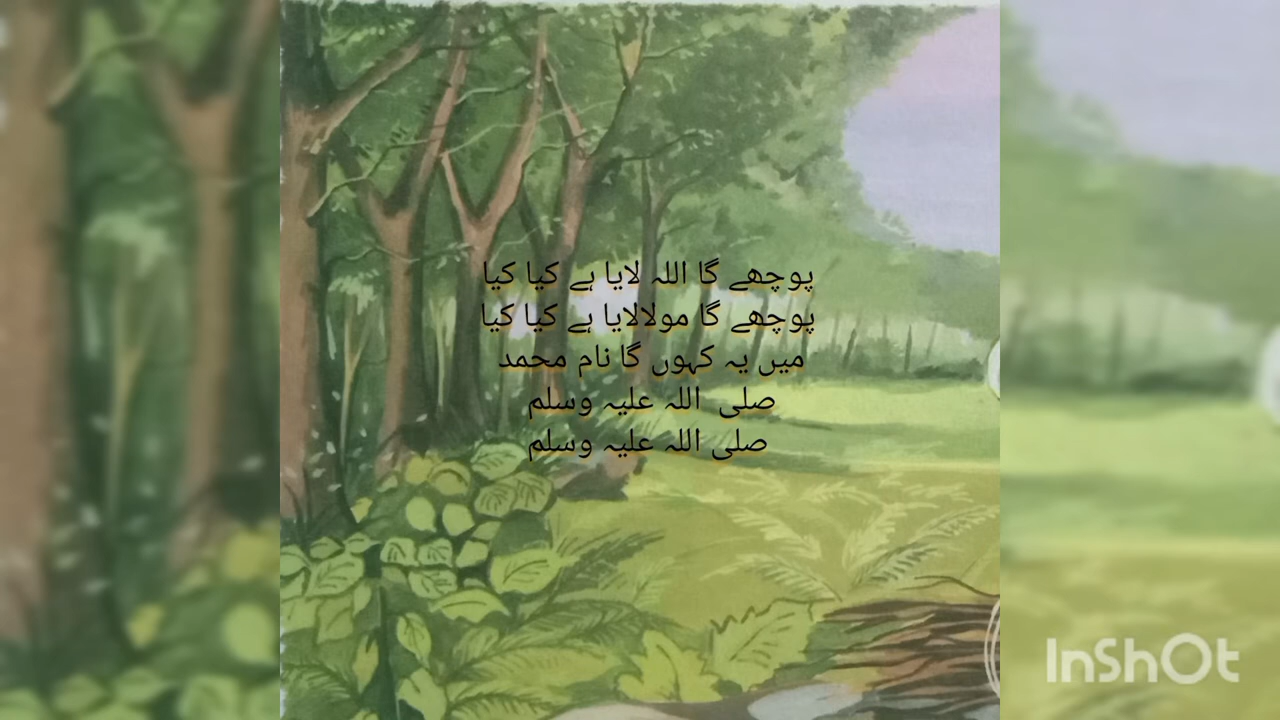 پوچھے گا اللہ لایا ہے کیا کیا
پوچھے گا مولالایا ہے کیا کیا
میں یہ کہوں گا نام محمد
صلی اللہ علیہ وسلم
صلی اللہ علیہ وسلم
InShOt